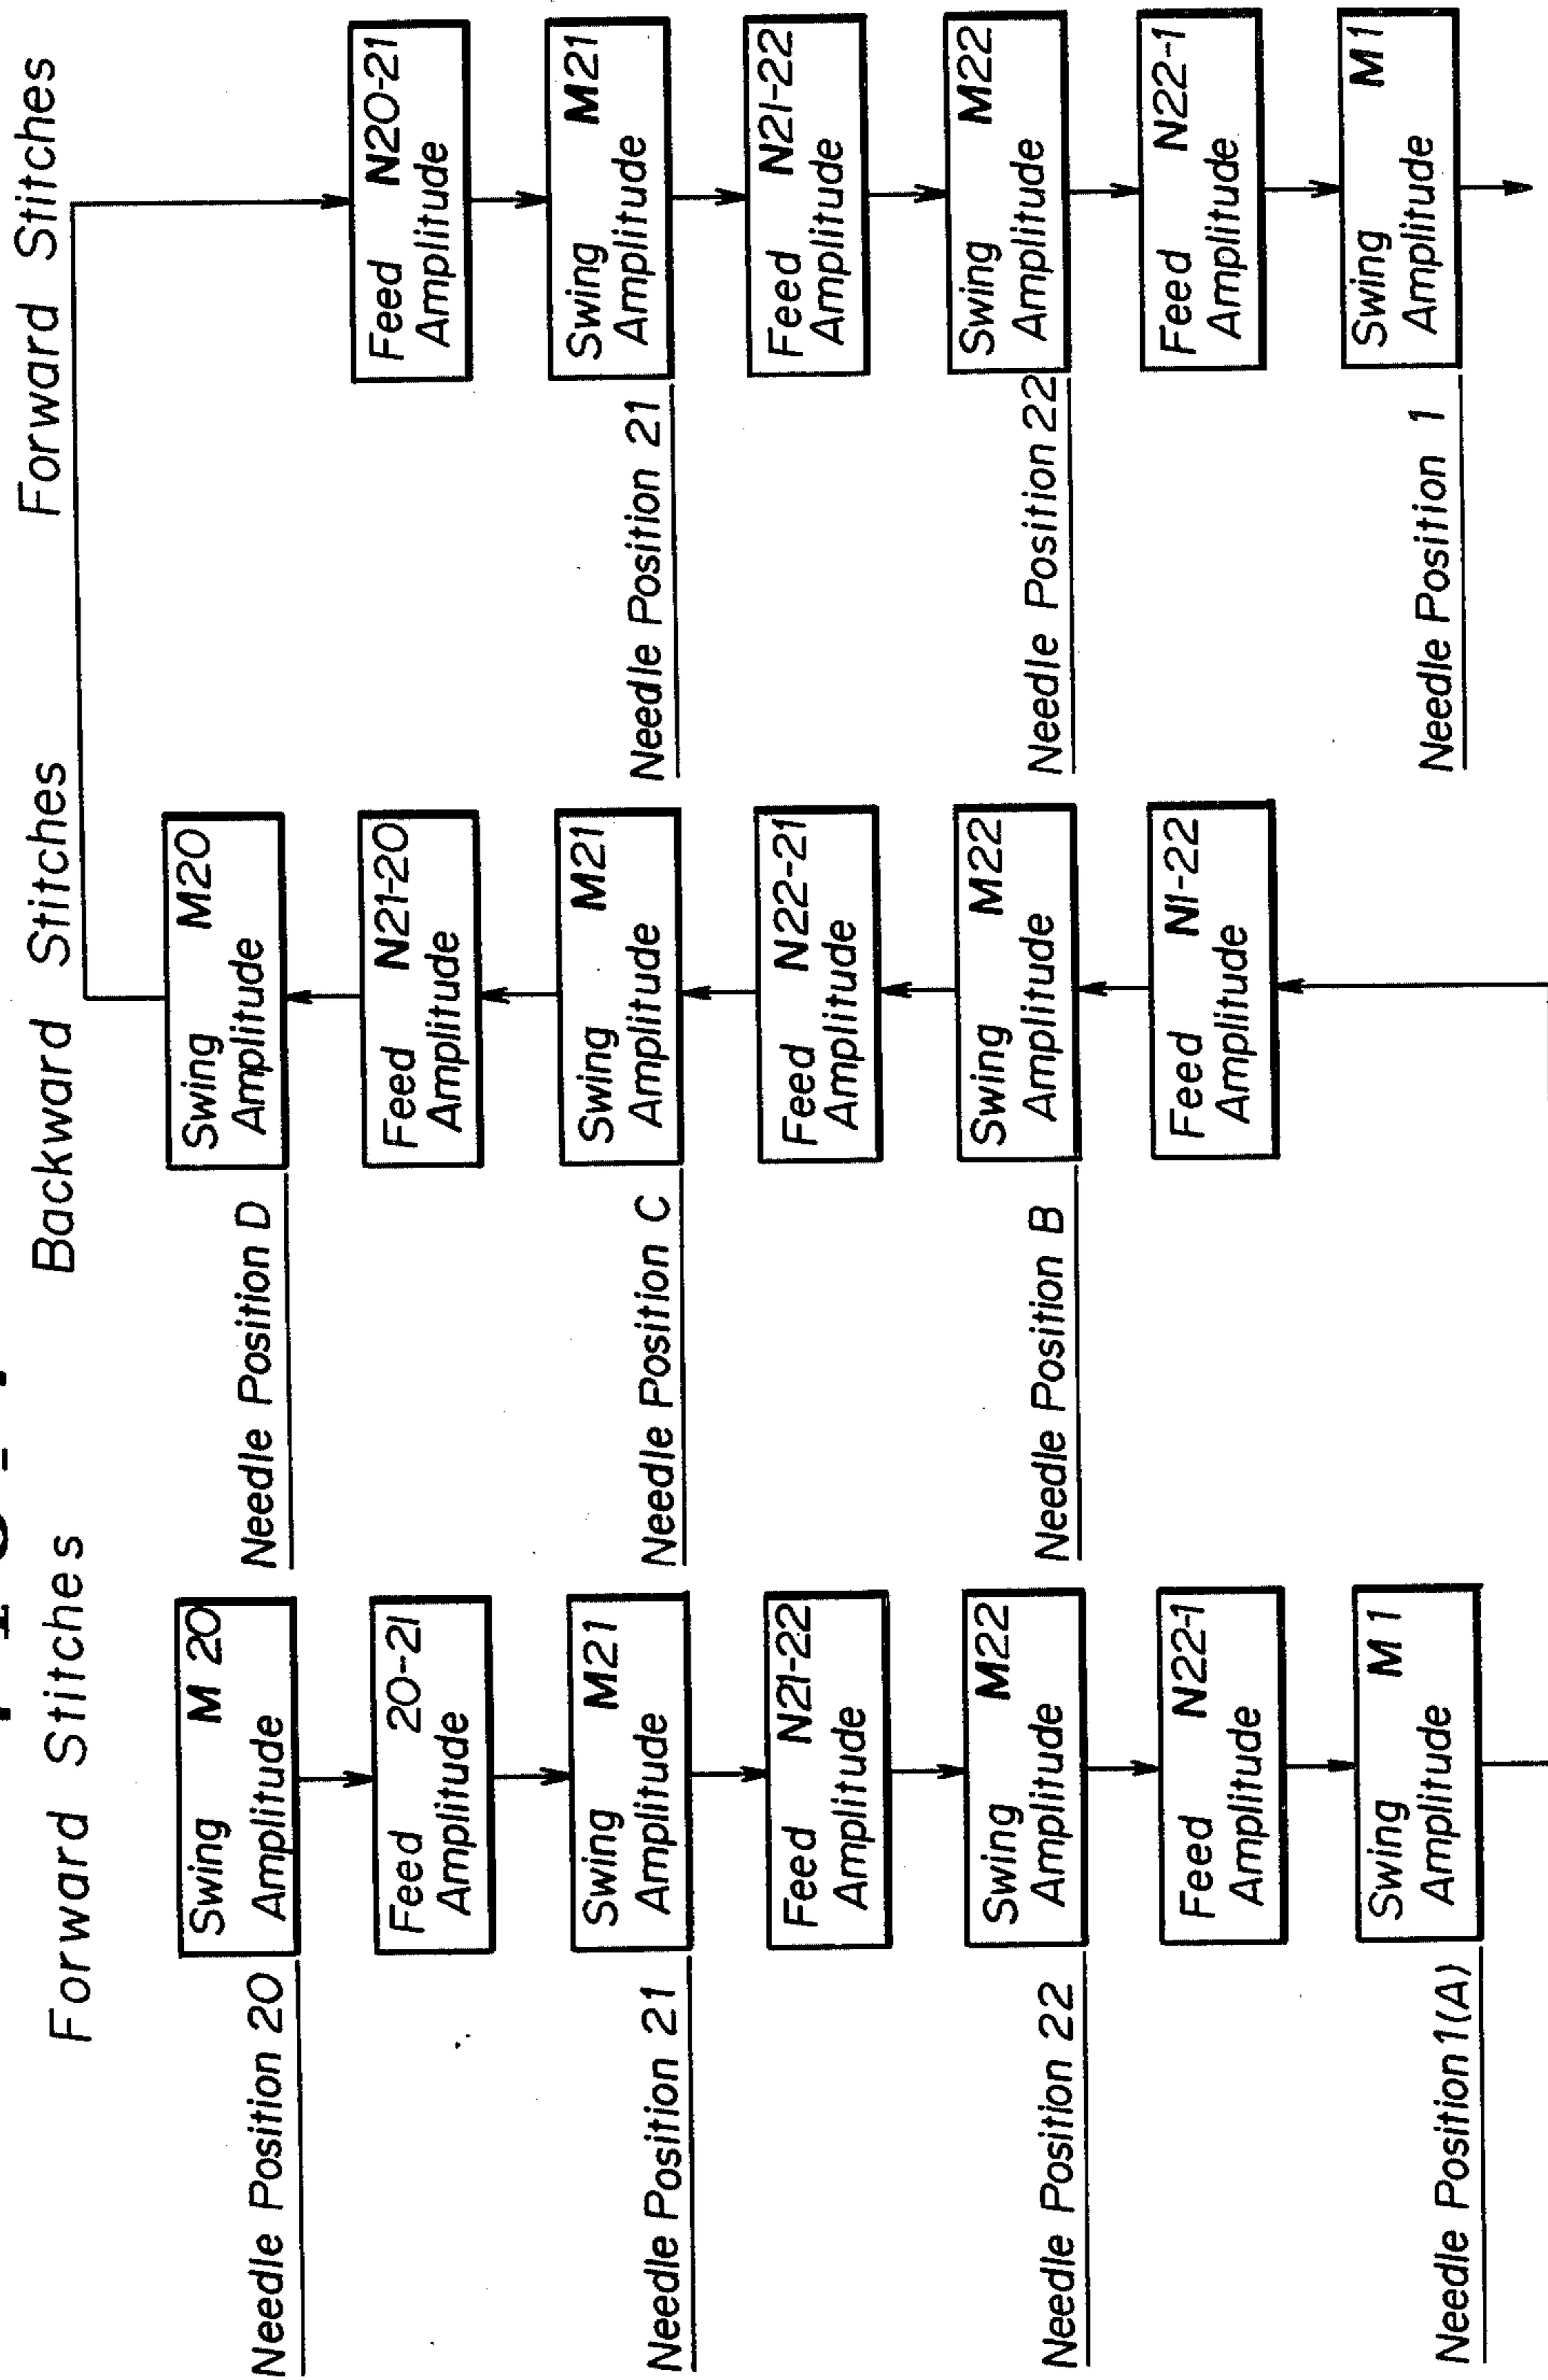 Forward Stitches
Needle Position 20
Swing M 20
Amplitude
Feed 20-21
Amplitude
Needle Position 21
Swing M21
Amplitude
Feed N21-22
Amplitude
Needle Position 22
Swing M22
Amplitude
Feed N22-1
Amplitude
Needle Position 1(A)
Swing M 1
Amplitude
Backward Stitches
Needle Position D
Swing M20
Amplitude
Feed N21-20
Amplitude
Needle Position C
Swing M21
Amplitude
Feed N22-21
Amplitude
Needle Position B
Swing M22
Amplitude
Feed N1-22
Amplitude
Forward Stitches
Feed N20-21
Amplitude
Needle Position 21
Swing M21
Amplitude
Feed N21-22
Amplitude
Needle Position 22
Swing M22
Amplitude
Feed N22-1
Amplitude
Needle Position 1
Swing M1
Amplitude